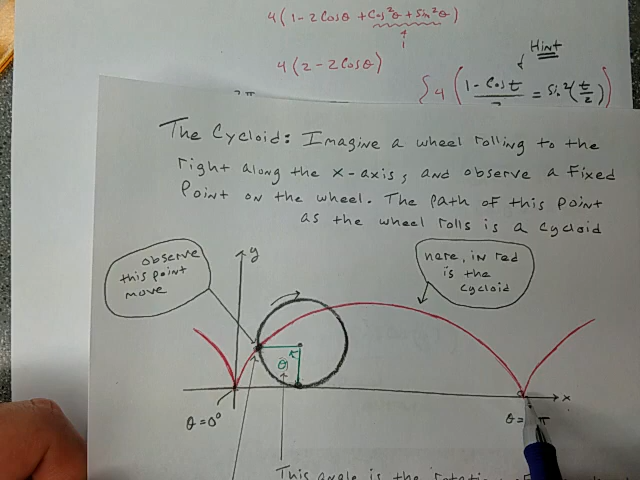 4(1-2Cosθ + Cos²θ + Sin²θ)
1
4(2-2Cosθ)
Hint
4(1-Cost = Sin²(t/2))
The Cycloid: Imagine a wheel rolling to the
right along the x-axis, and observe a fixed
Point on the wheel. The path of this point
as the wheel rolls is a cycloid
observe
this point
move
here, in red
is the
cycloid
y
θ
x
θ=0°
θ= π
This angle is the